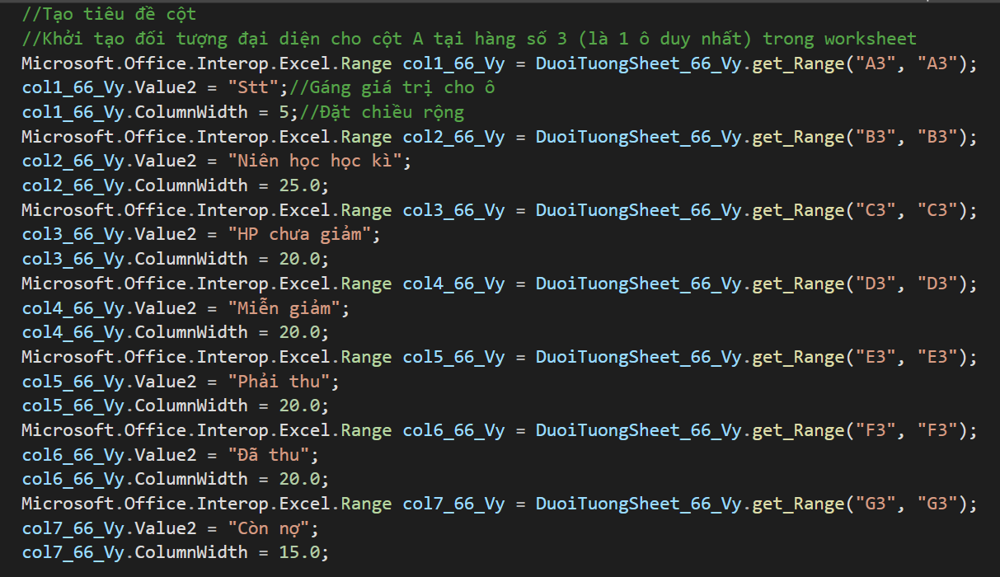 //Tạo tiêu đề cột
//Khởi tạo đối tượng đại diện cho cột A tại hàng số 3 (là 1 ô duy nhất) trong worksheet
Microsoft.Office.Interop.Excel.Range col1_66_Vy = DuoiTuongSheet_66_Vy.get_Range("A3", "A3");
col1_66_Vy.Value2 = "Stt";//Gáng giá trị cho ô
col1_66_Vy.ColumnWidth = 5;//Đặt chiều rộng
Microsoft.Office.Interop.Excel.Range col2_66_Vy = DuoiTuongSheet_66_Vy.get_Range("B3", "B3");
col2_66_Vy.Value2 = "Niên học học kì";
col2_66_Vy.ColumnWidth = 25.0;
Microsoft.Office.Interop.Excel.Range col3_66_Vy = DuoiTuongSheet_66_Vy.get_Range("C3", "C3");
col3_66_Vy.Value2 = "HP chưa giảm";
col3_66_Vy.ColumnWidth = 20.0;
Microsoft.Office.Interop.Excel.Range col4_66_Vy = DuoiTuongSheet_66_Vy.get_Range("D3", "D3");
col4_66_Vy.Value2 = "Miễn giảm";
col4_66_Vy.ColumnWidth = 20.0;
Microsoft.Office.Interop.Excel.Range col5_66_Vy = DuoiTuongSheet_66_Vy.get_Range("E3", "E3");
col5_66_Vy.Value2 = "Phải thu";
col5_66_Vy.ColumnWidth = 20.0;
Microsoft.Office.Interop.Excel.Range col6_66_Vy = DuoiTuongSheet_66_Vy.get_Range("F3", "F3");
col6_66_Vy.Value2 = "Đã thu";
col6_66_Vy.ColumnWidth = 20.0;
Microsoft.Office.Interop.Excel.Range col7_66_Vy = DuoiTuongSheet_66_Vy.get_Range("G3", "G3");
col7_66_Vy.Value2 = "Còn nợ";
col7_66_Vy.ColumnWidth = 15.0;